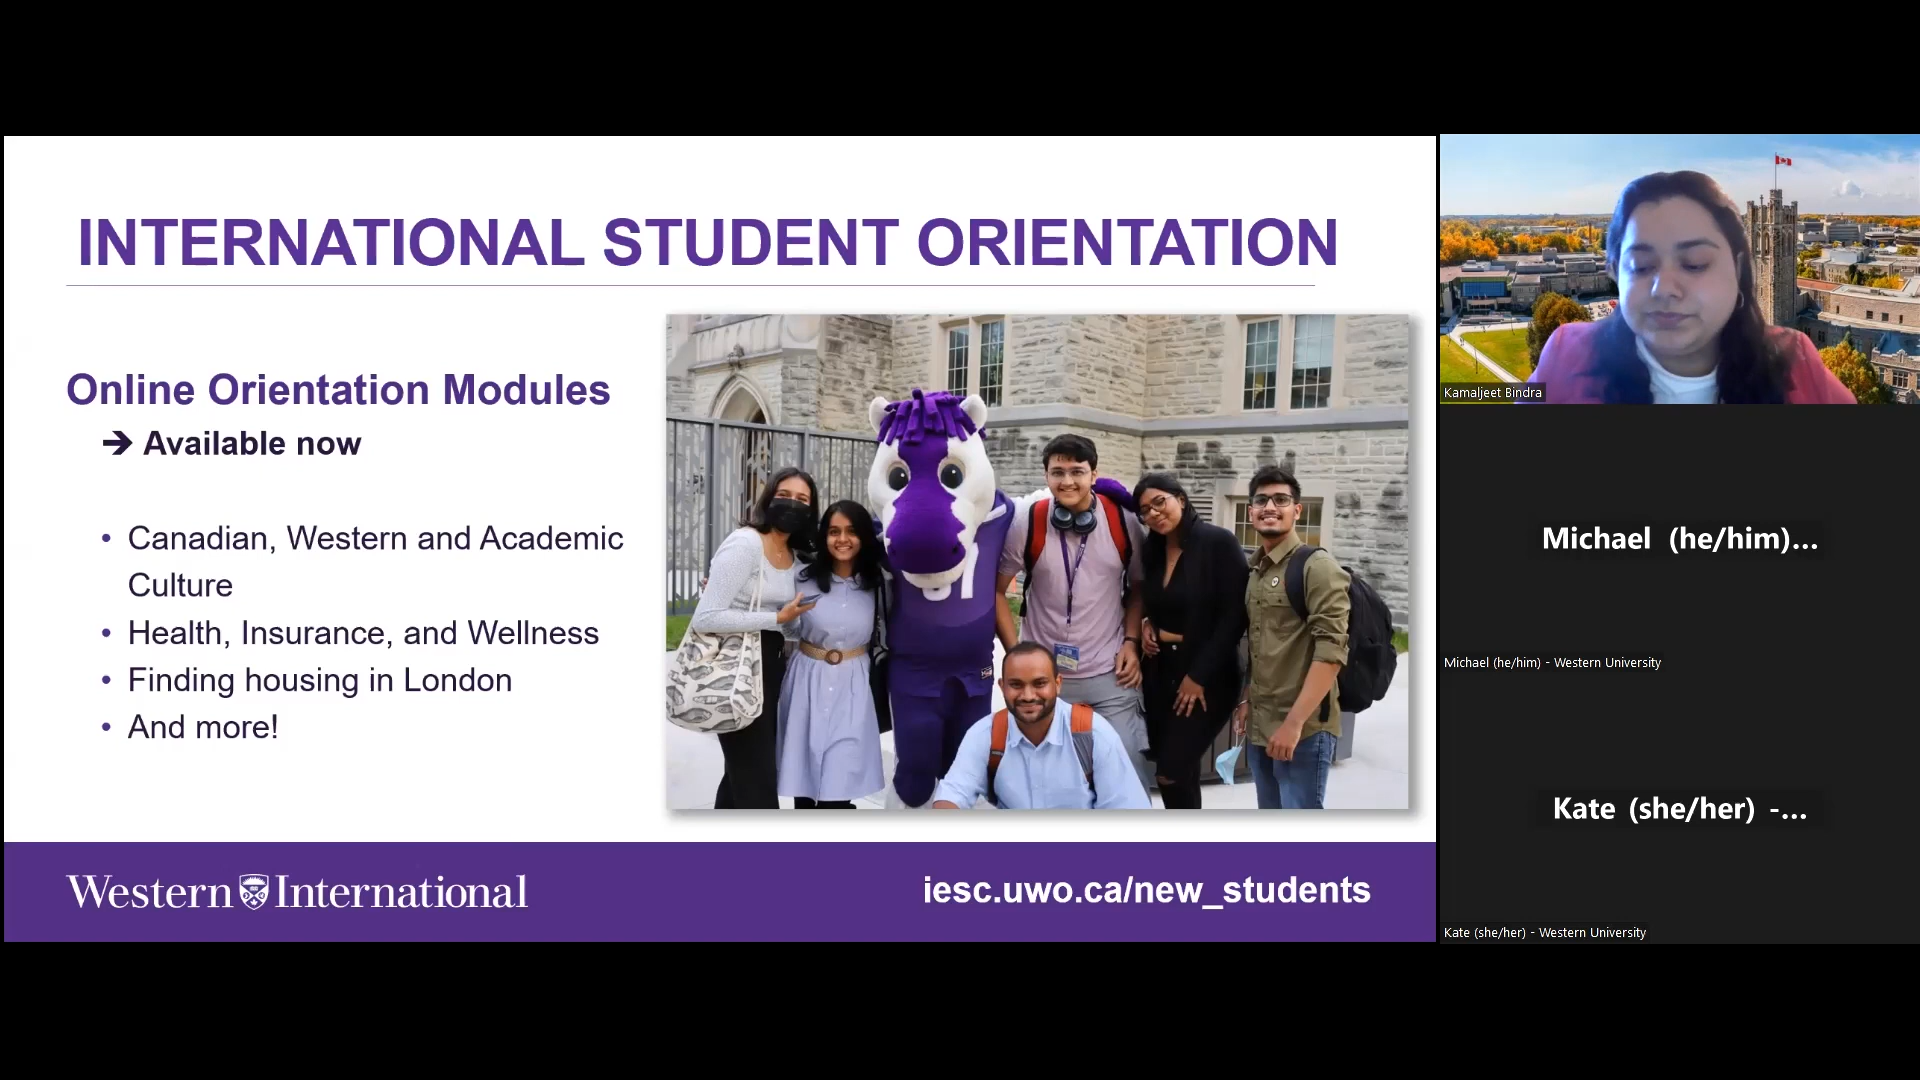 INTERNATIONAL STUDENT ORIENTATION
Online Orientation Modules
➔ Available now
• Canadian, Western and Academic
Culture
• Health, Insurance, and Wellness
• Finding housing in London
• And more!
Western International
iesc.uwo.ca/new_students
Kamaljeet Bindra
Michael (he/him)...
Michael (he/him) - Western University
Kate (she/her) -...
Kate (she/her) - Western University